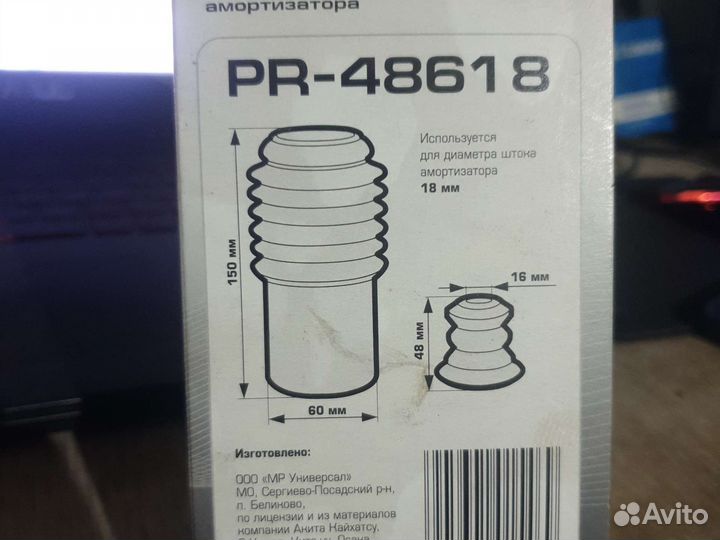 амортизатора
PR-48618
Используется
для диаметра штока
амортизатора
18 мм
150 мм
60 мм
16 мм
48 мм
Изготовлено:
ООО «МР Универсал»
МО, Сергиево-Посадский р-н,
п. Беликово,
по лицензии и из материалов
компании Анита Кайхатсу,
Avito